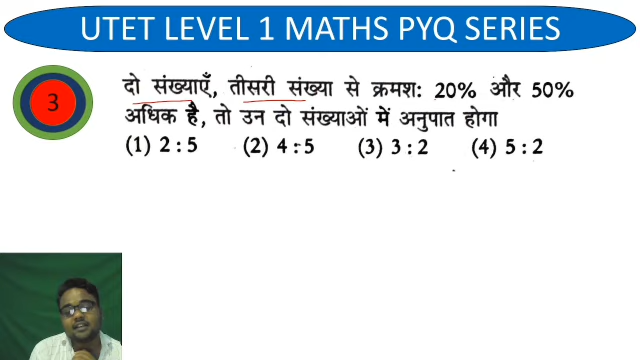 UTET LEVEL 1 MATHS PYQ SERIES
3
दो संख्याएँ, तीसरी संख्या से क्रमशः 20% और 50%
अधिक है, तो उन दो संख्याओं में अनुपात होगा
(1) 2 : 5 (2) 4 : 5 (3) 3 : 2 (4) 5 : 2